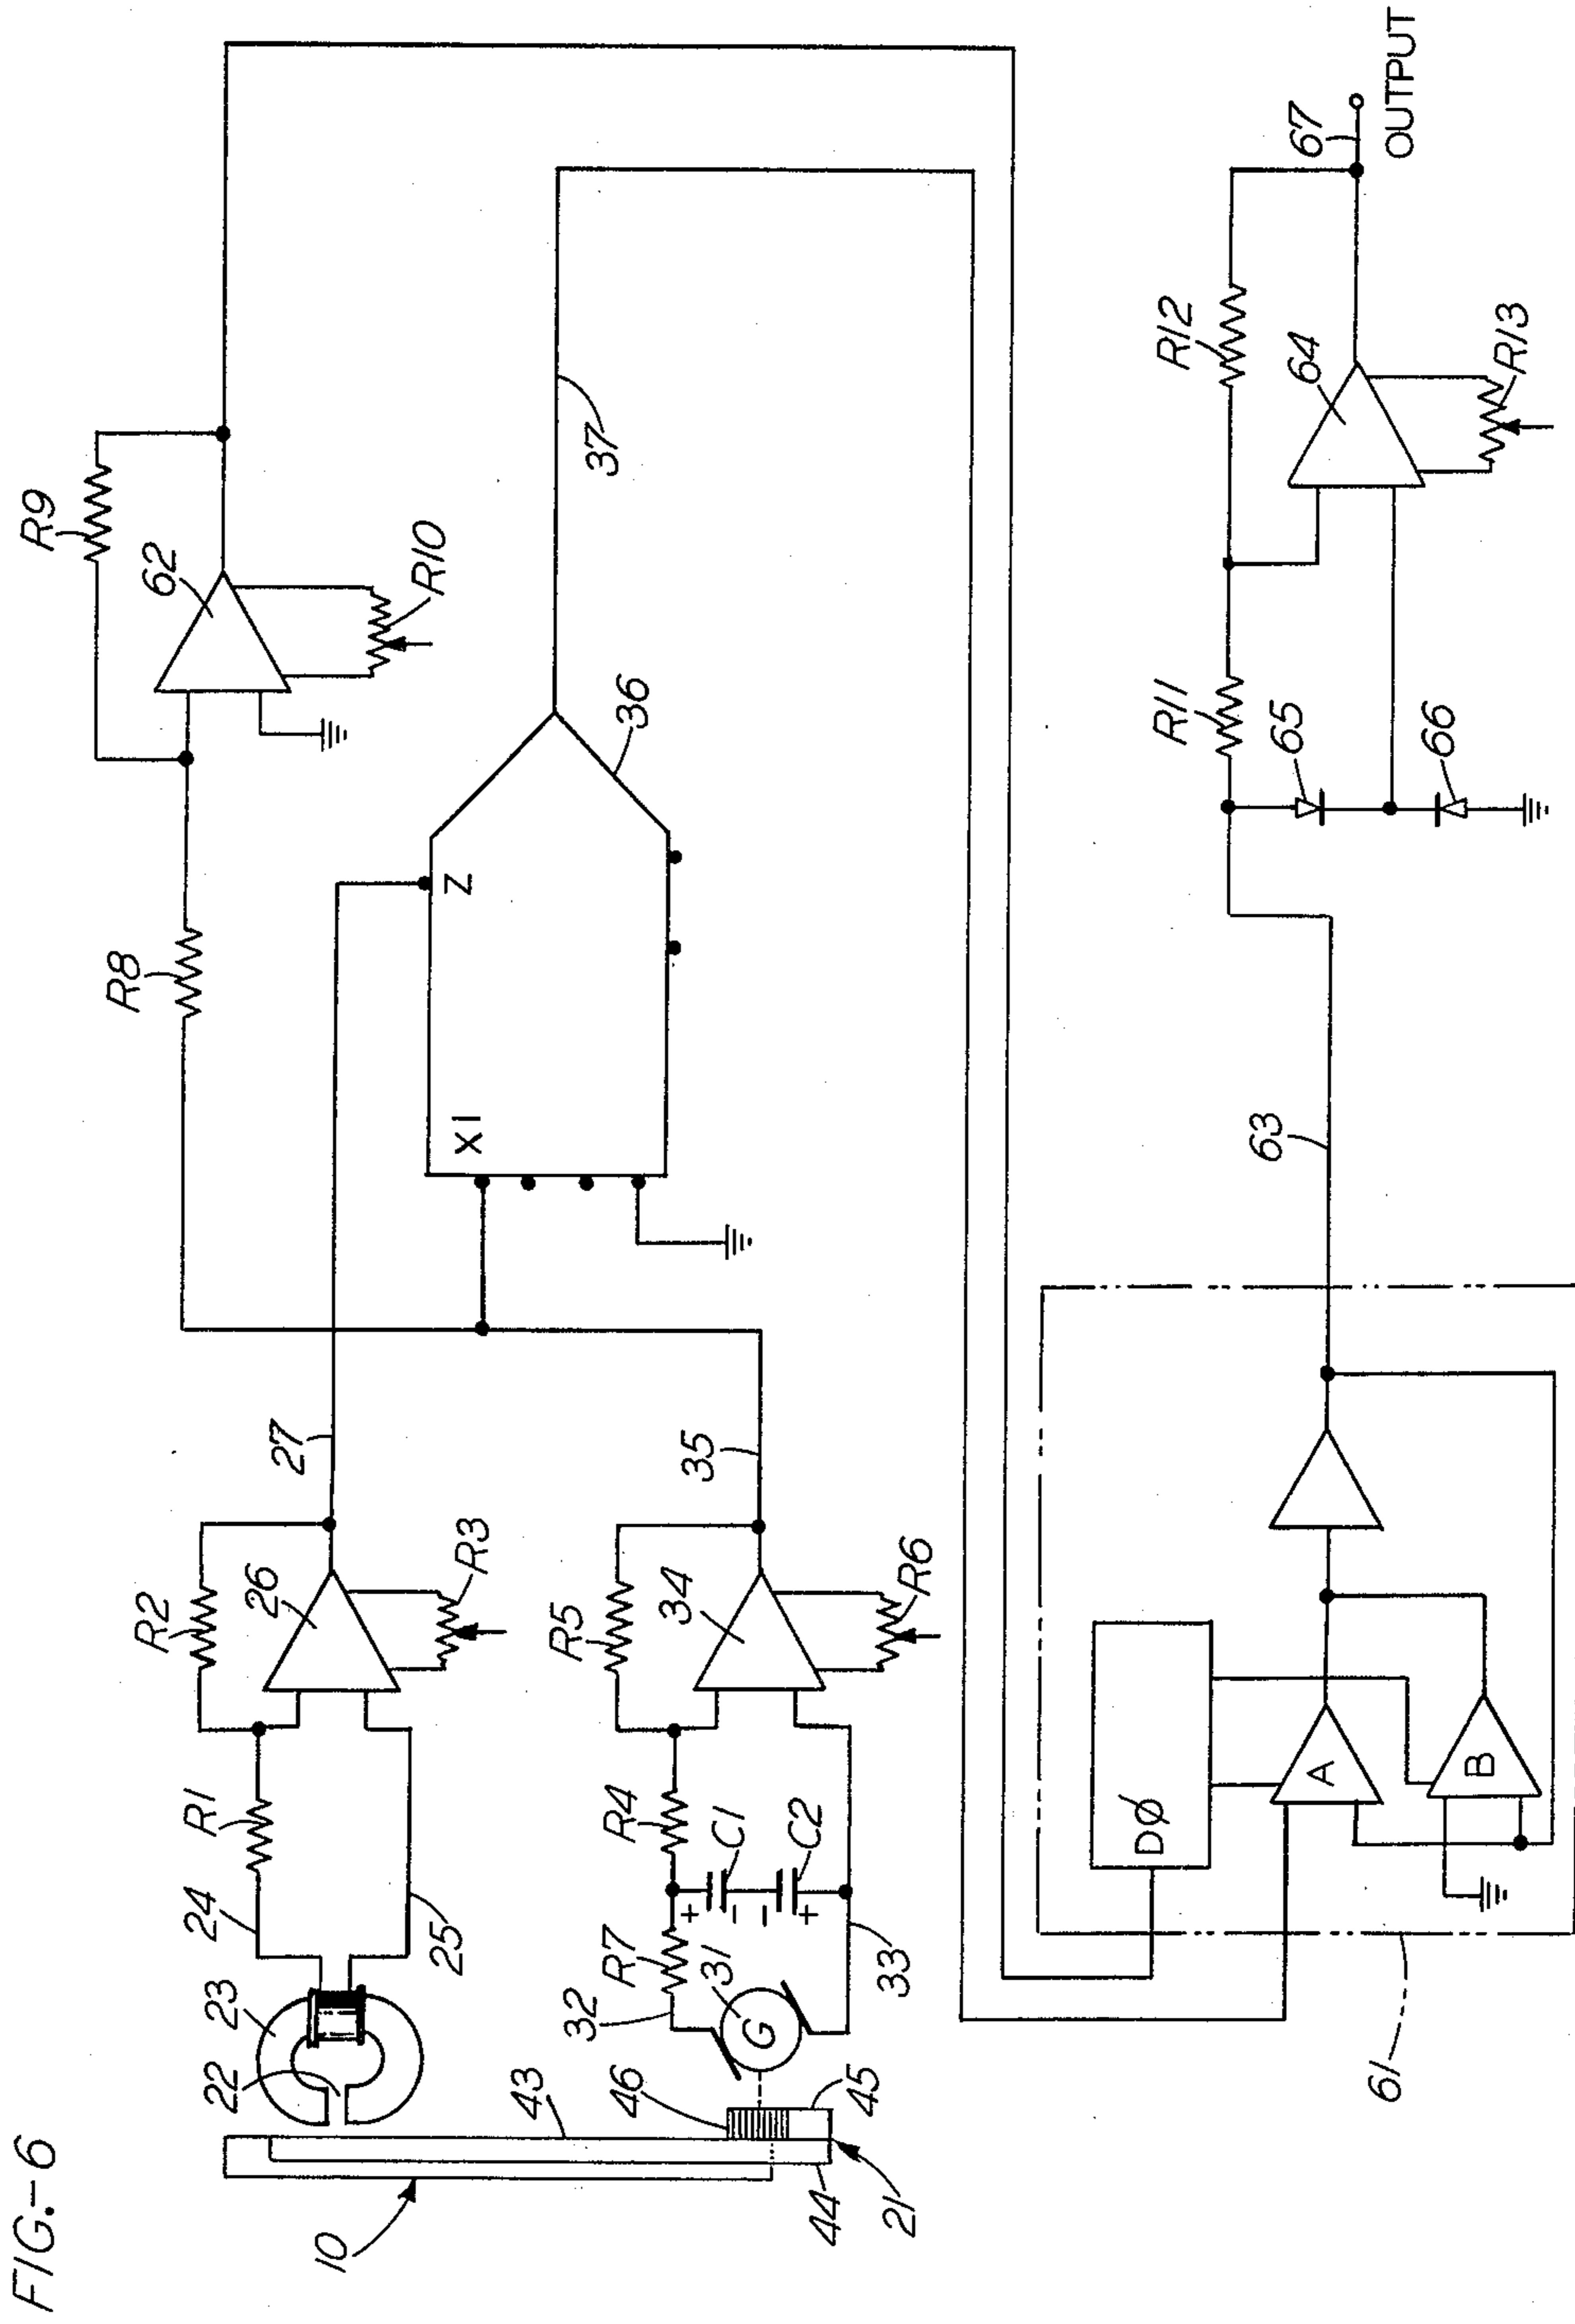 FIG.-6
10
22
23
24
R1
R2
26
25
R3
27
R8
R9
62
R10
43
46
44
45
21
32
R7
31
G
33
R4
C1
C2
+
-
-
+
R5
34
R6
35
X1
Z
36
37
61
DØ
A
B
63
R11
65
66
R12
64
R13
67
OUTPUT